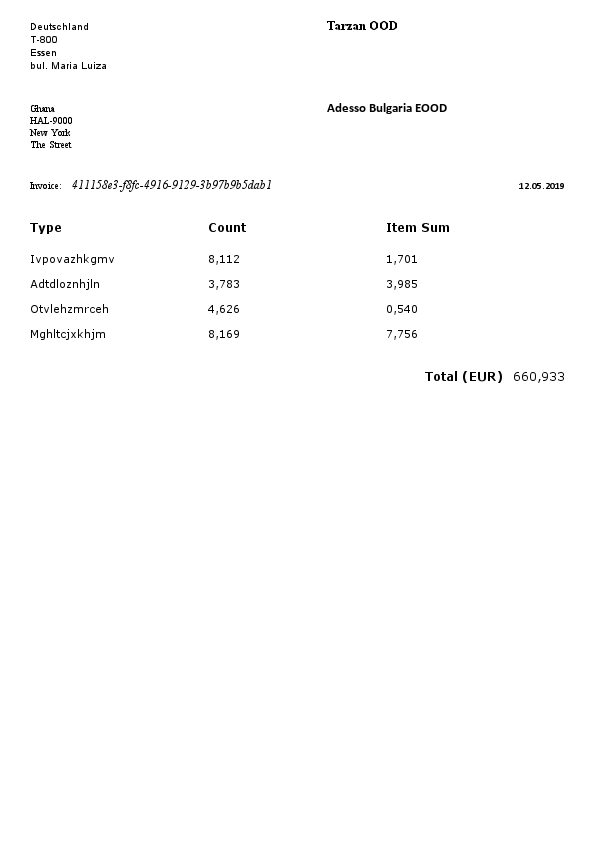 Deutschland
T-800
Essen
bul. Maria Luiza
Tarzan OOD
Ghana
HAL-9000
New York
The Street
Adesso Bulgaria EOOD
Invoice: 411158e3-f8fc-4916-9129-3b97b9b5dab1 12.05.2019
Type Count Item Sum
Ivpovazhkgmv 8,112 1,701
Adtdloznhjln 3,783 3,985
Otvlehzmrceh 4,626 0,540
Mghltcjxkhjm 8,169 7,756
Total (EUR) 660,933